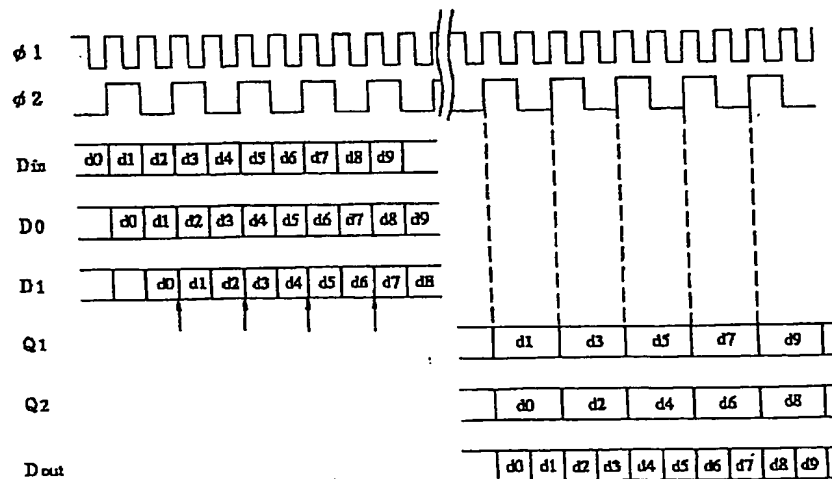 ϕ1
ϕ2
Din d0 d1 d2 d3 d4 d5 d6 d7 d8 d9
D0 d0 d1 d2 d3 d4 d5 d6 d7 d8 d9
D1 d0 d1 d2 d3 d4 d5 d6 d7 d8
Q1 d1 d3 d5 d7 d9
Q2 d0 d2 d4 d6 d8
Dout d0 d1 d2 d3 d4 d5 d6 d7 d8 d9